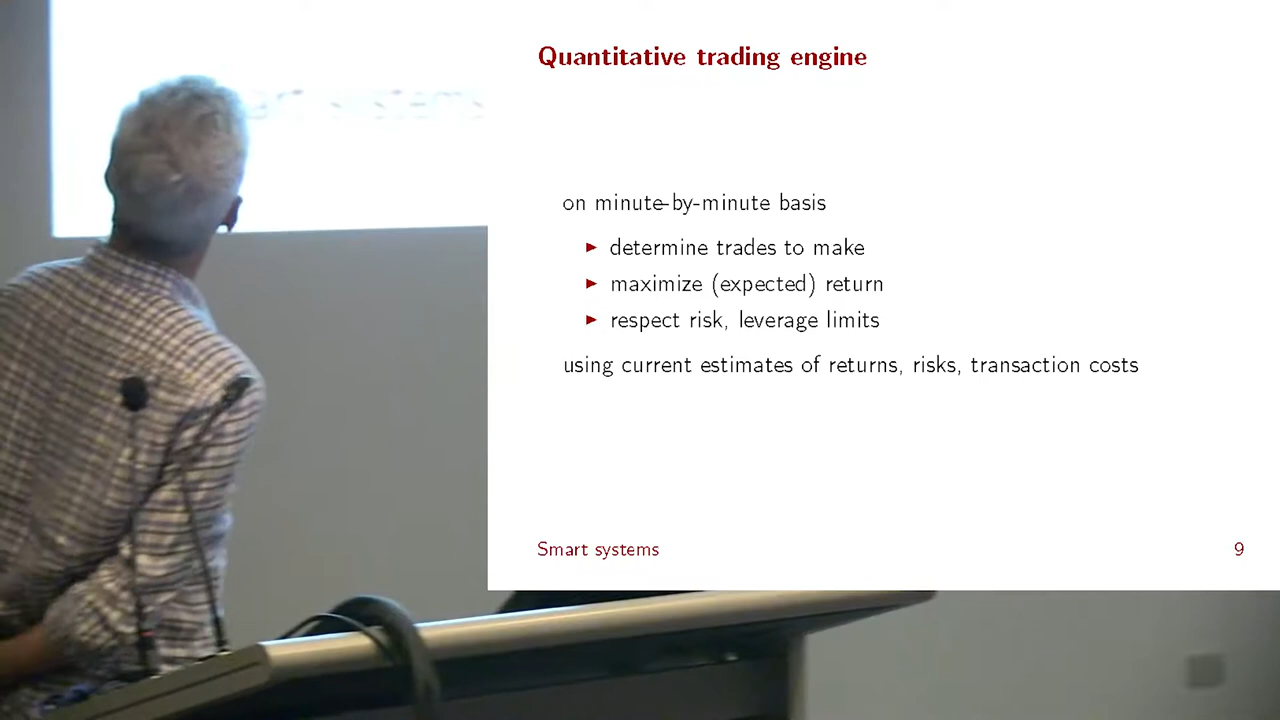 Quantitative trading engine
on minute-by-minute basis
▶ determine trades to make
▶ maximize (expected) return
▶ respect risk, leverage limits
using current estimates of returns, risks, transaction costs
Smart systems
9